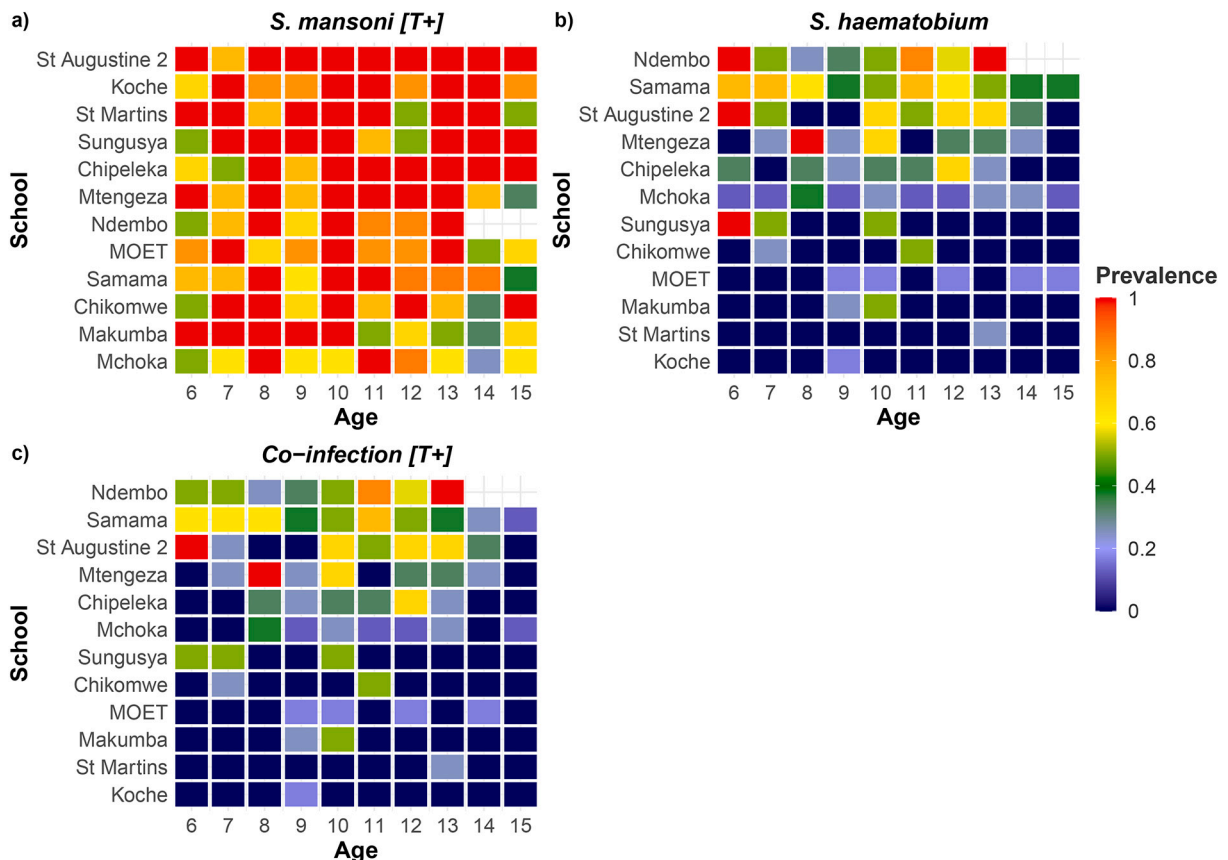 a)
S. mansoni [T+]
St Augustine 2
Koche
St Martins
Sungusya
Chipeleka
Mtengeza
Ndembo
MOET
Samama
Chikomwe
Makumba
Mchoka
School
6 7 8 9 10 11 12 13 14 15
Age
b)
S. haematobium
Ndembo
Samama
St Augustine 2
Mtengeza
Chipeleka
Mchoka
Sungusya
Chikomwe
MOET
Makumba
St Martins
Koche
School
6 7 8 9 10 11 12 13 14 15
Age
Prevalence
1
0.8
0.6
0.4
0.2
0
c)
Co−infection [T+]
Ndembo
Samama
St Augustine 2
Mtengeza
Chipeleka
Mchoka
Sungusya
Chikomwe
MOET
Makumba
St Martins
Koche
School
6 7 8 9 10 11 12 13 14 15
Age